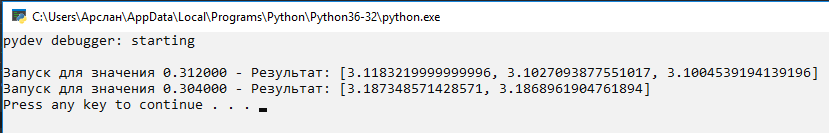 C:\Users\Арслан\AppData\Local\Programs\Python\Python36-32\python.exe
pydev debugger: starting
Запуск для значения 0.312000 - Результат: [3.1183219999999996, 3.1027093877551017, 3.1004539194139196]
Запуск для значения 0.304000 - Результат: [3.187348571428571, 3.1868961904761894]
Press any key to continue . . .